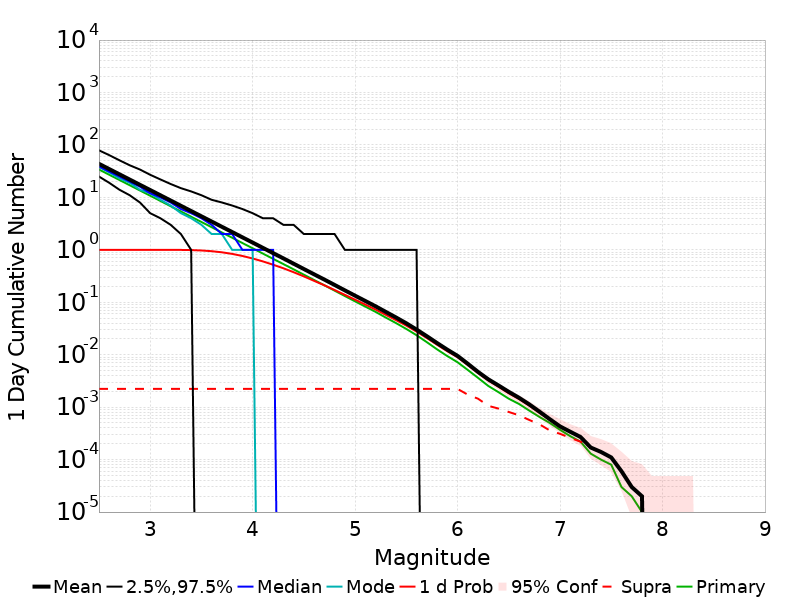 10^4
10^3
10^2
10^1
10^0
10^-1
10^-2
10^-3
10^-4
10^-5
1 Day Cumulative Number
3 4 5 6 7 8 9
Magnitude
Mean 2.5%,97.5% Median Mode 1 d Prob 95% Conf Supra Primary